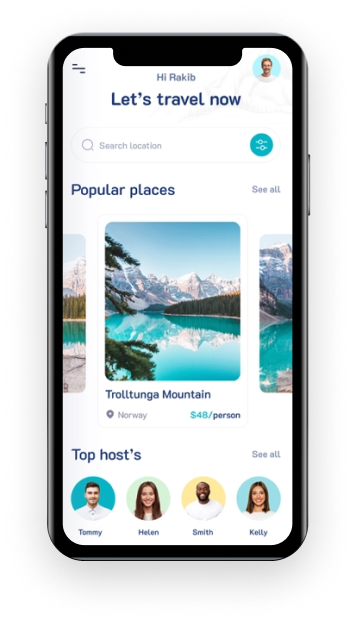 Hi Rakib
Let's travel now
Search location
Popular places
See all
Trolltunga Mountain
Norway
$48/person
Top host's
See all
Tommy
Helen
Smith
Kelly